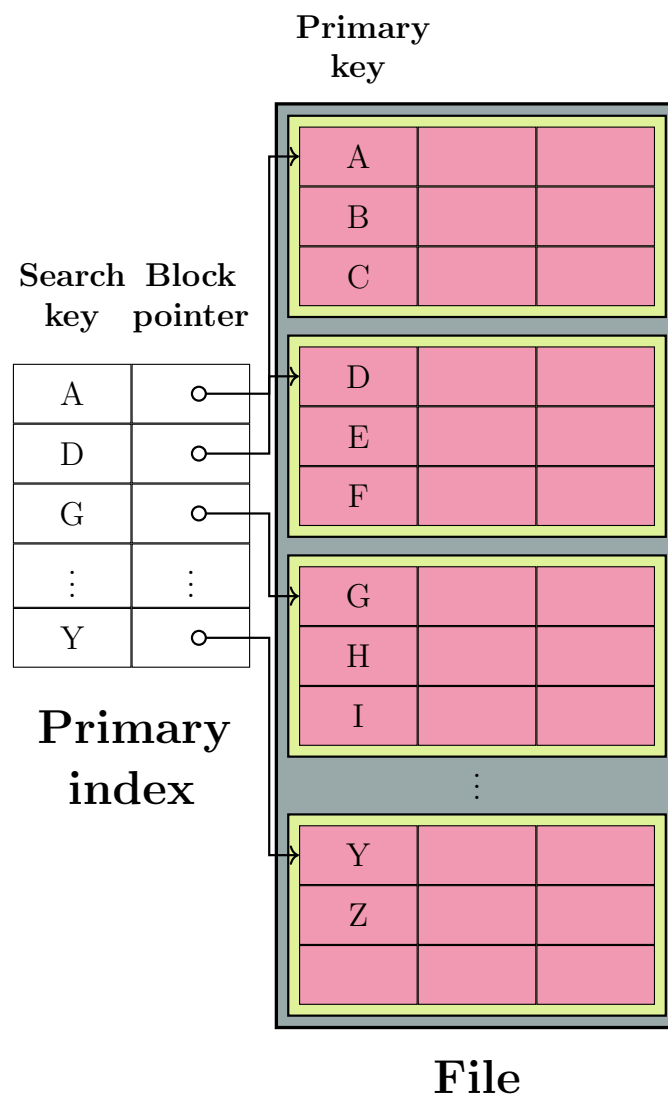 Primary
key
A
B
C
Search Block
key pointer
A
D
G
⋮ ⋮
Y
D
E
F
G
H
I
⋮
Y
Z
Primary
index
File